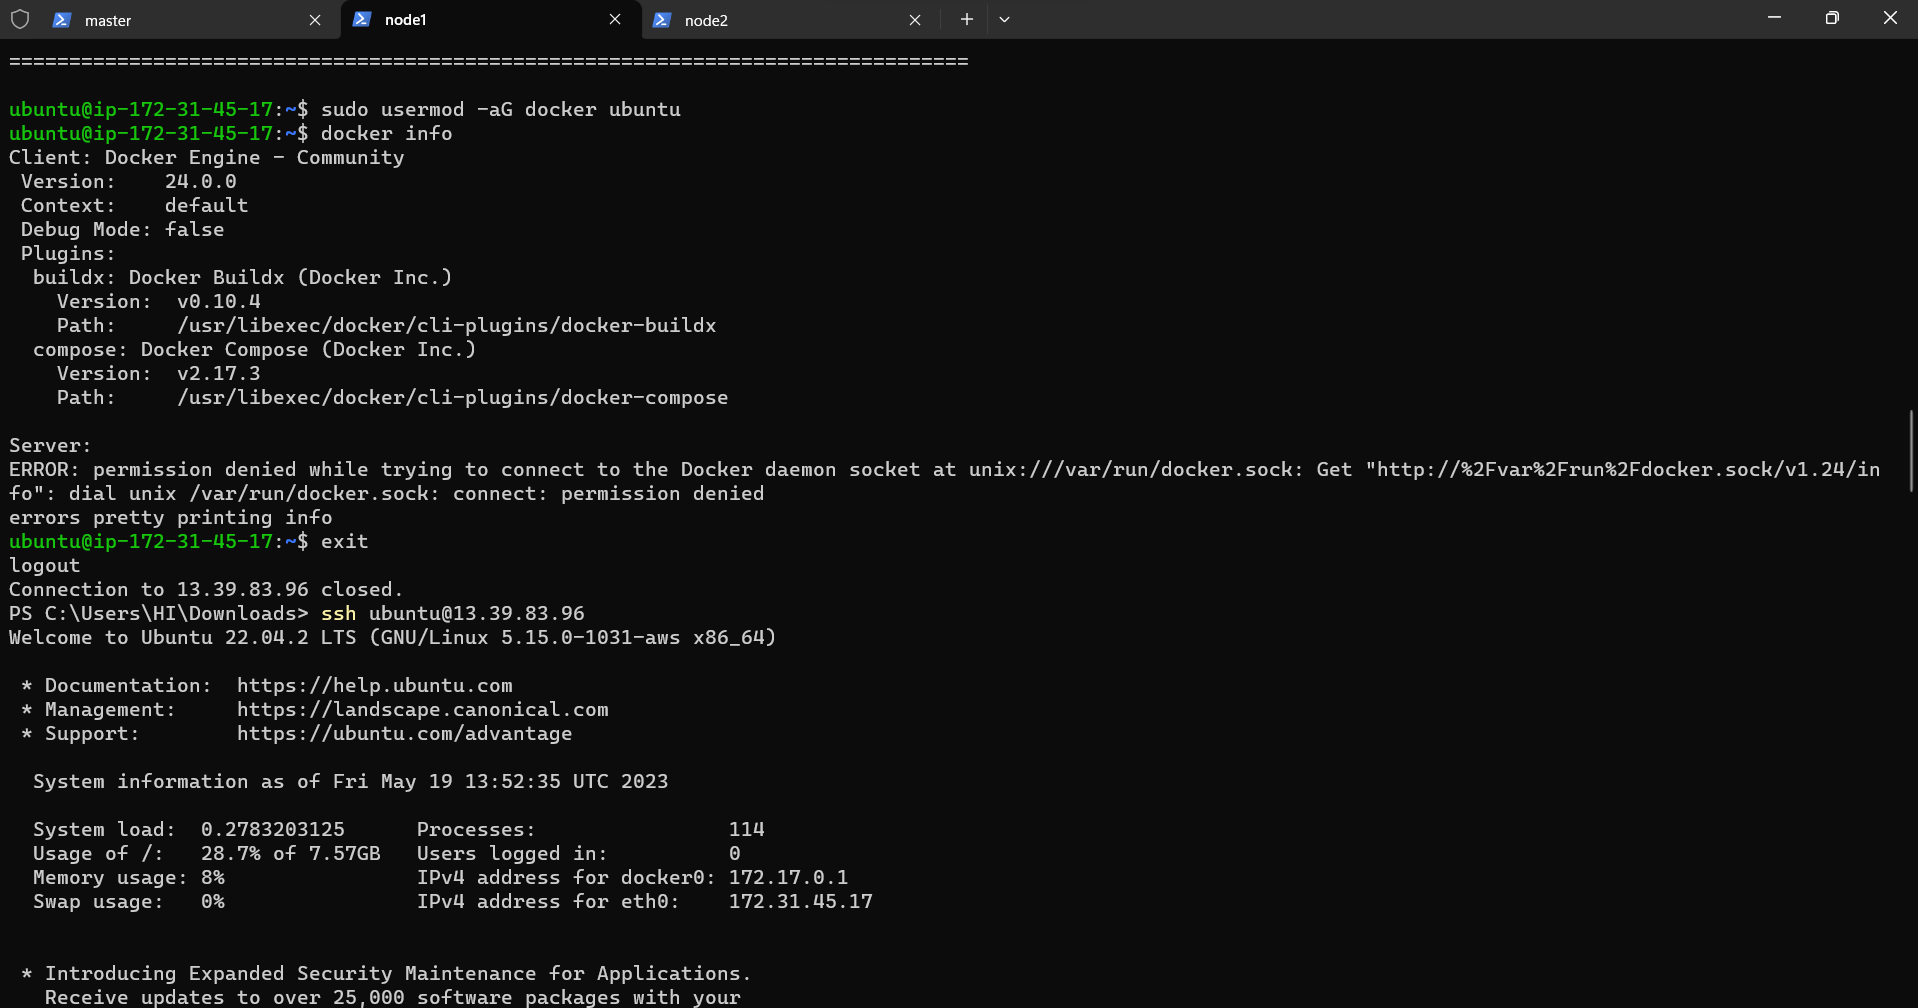 master
node1
node2
================================================================================
ubuntu@ip-172-31-45-17:~$ sudo usermod -aG docker ubuntu
ubuntu@ip-172-31-45-17:~$ docker info
Client: Docker Engine - Community
 Version:    24.0.0
 Context:    default
 Debug Mode: false
 Plugins:
  buildx: Docker Buildx (Docker Inc.)
    Version:  v0.10.4
    Path:     /usr/libexec/docker/cli-plugins/docker-buildx
  compose: Docker Compose (Docker Inc.)
    Version:  v2.17.3
    Path:     /usr/libexec/docker/cli-plugins/docker-compose
Server:
ERROR: permission denied while trying to connect to the Docker daemon socket at unix:///var/run/docker.sock: Get "http://%2Fvar%2Frun%2Fdocker.sock/v1.24/in
fo": dial unix /var/run/docker.sock: connect: permission denied
errors pretty printing info
ubuntu@ip-172-31-45-17:~$ exit
logout
Connection to 13.39.83.96 closed.
PS C:\Users\HI\Downloads> ssh ubuntu@13.39.83.96
Welcome to Ubuntu 22.04.2 LTS (GNU/Linux 5.15.0-1031-aws x86_64)
 * Documentation:  https://help.ubuntu.com
 * Management:     https://landscape.canonical.com
 * Support:        https://ubuntu.com/advantage
  System information as of Fri May 19 13:52:35 UTC 2023
  System load:  0.2783203125      Processes:                114
  Usage of /:   28.7% of 7.57GB   Users logged in:          0
  Memory usage: 8%                IPv4 address for docker0: 172.17.0.1
  Swap usage:   0%                IPv4 address for eth0:    172.31.45.17
 * Introducing Expanded Security Maintenance for Applications.
   Receive updates to over 25,000 software packages with your